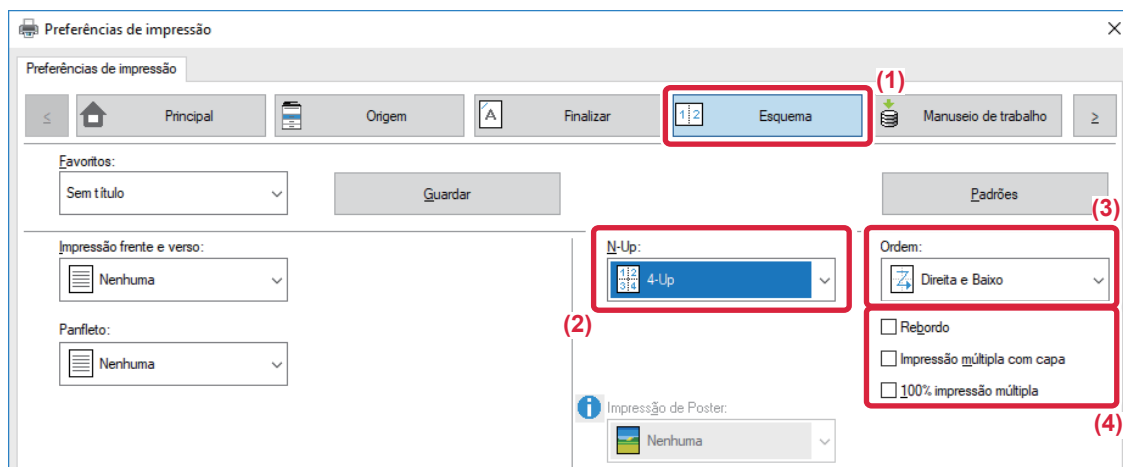 Preferências de impressão
Preferências de impressão
(1)
< Principal Origem Finalizar Esquema Manuseio de trabalho >
Favoritos:
Sem título Guardar Padrões
(3)
Impressão frente e verso: N-Up: Ordem:
Nenhuma 4-Up Direita e Baixo
(2)
Rebordo
Panfleto:
Impressão múltipla com capa
Nenhuma
100% impressão múltipla
(4)
Impressão de Poster:
Nenhuma